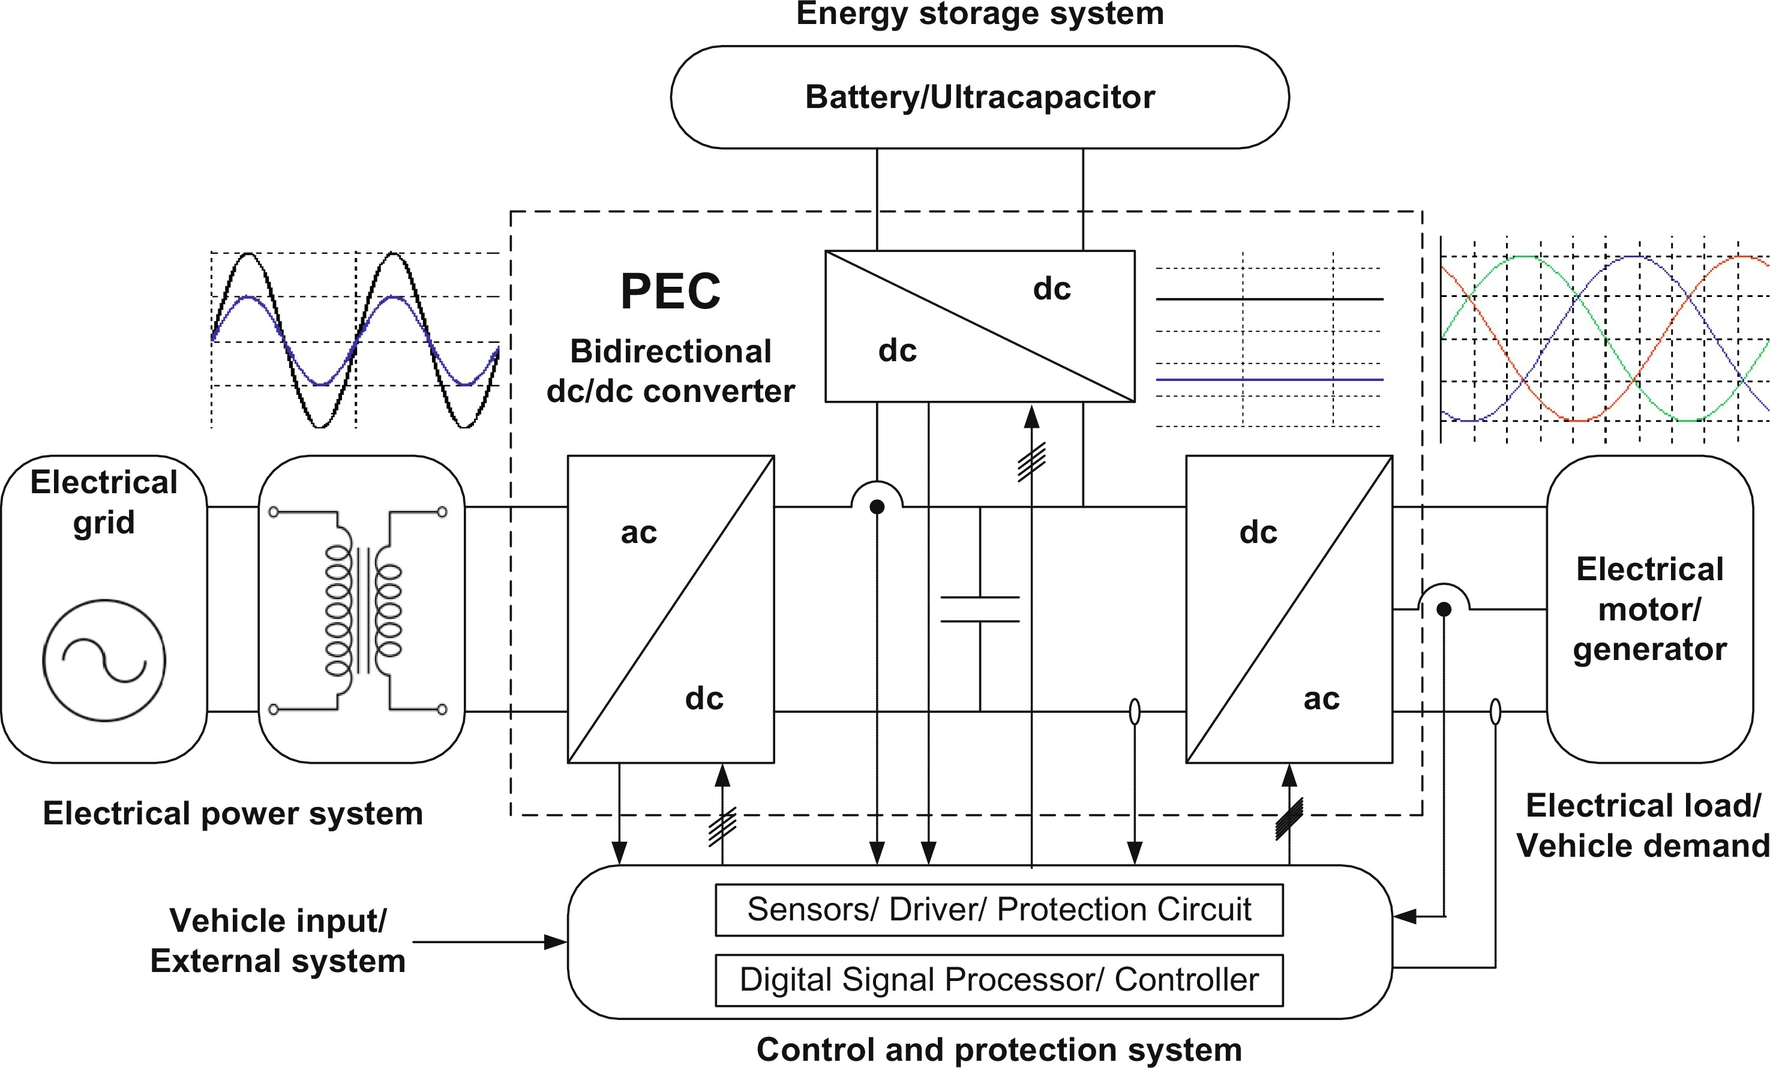 Energy storage system
Battery/Ultracapacitor
PEC
Bidirectional
dc/dc converter
dc
dc
Electrical
grid
ac
dc
dc
ac
Electrical
motor/
generator
Electrical power system
Electrical load/
Vehicle demand
Vehicle input/
External system
Sensors/ Driver/ Protection Circuit
Digital Signal Processor/ Controller
Control and protection system